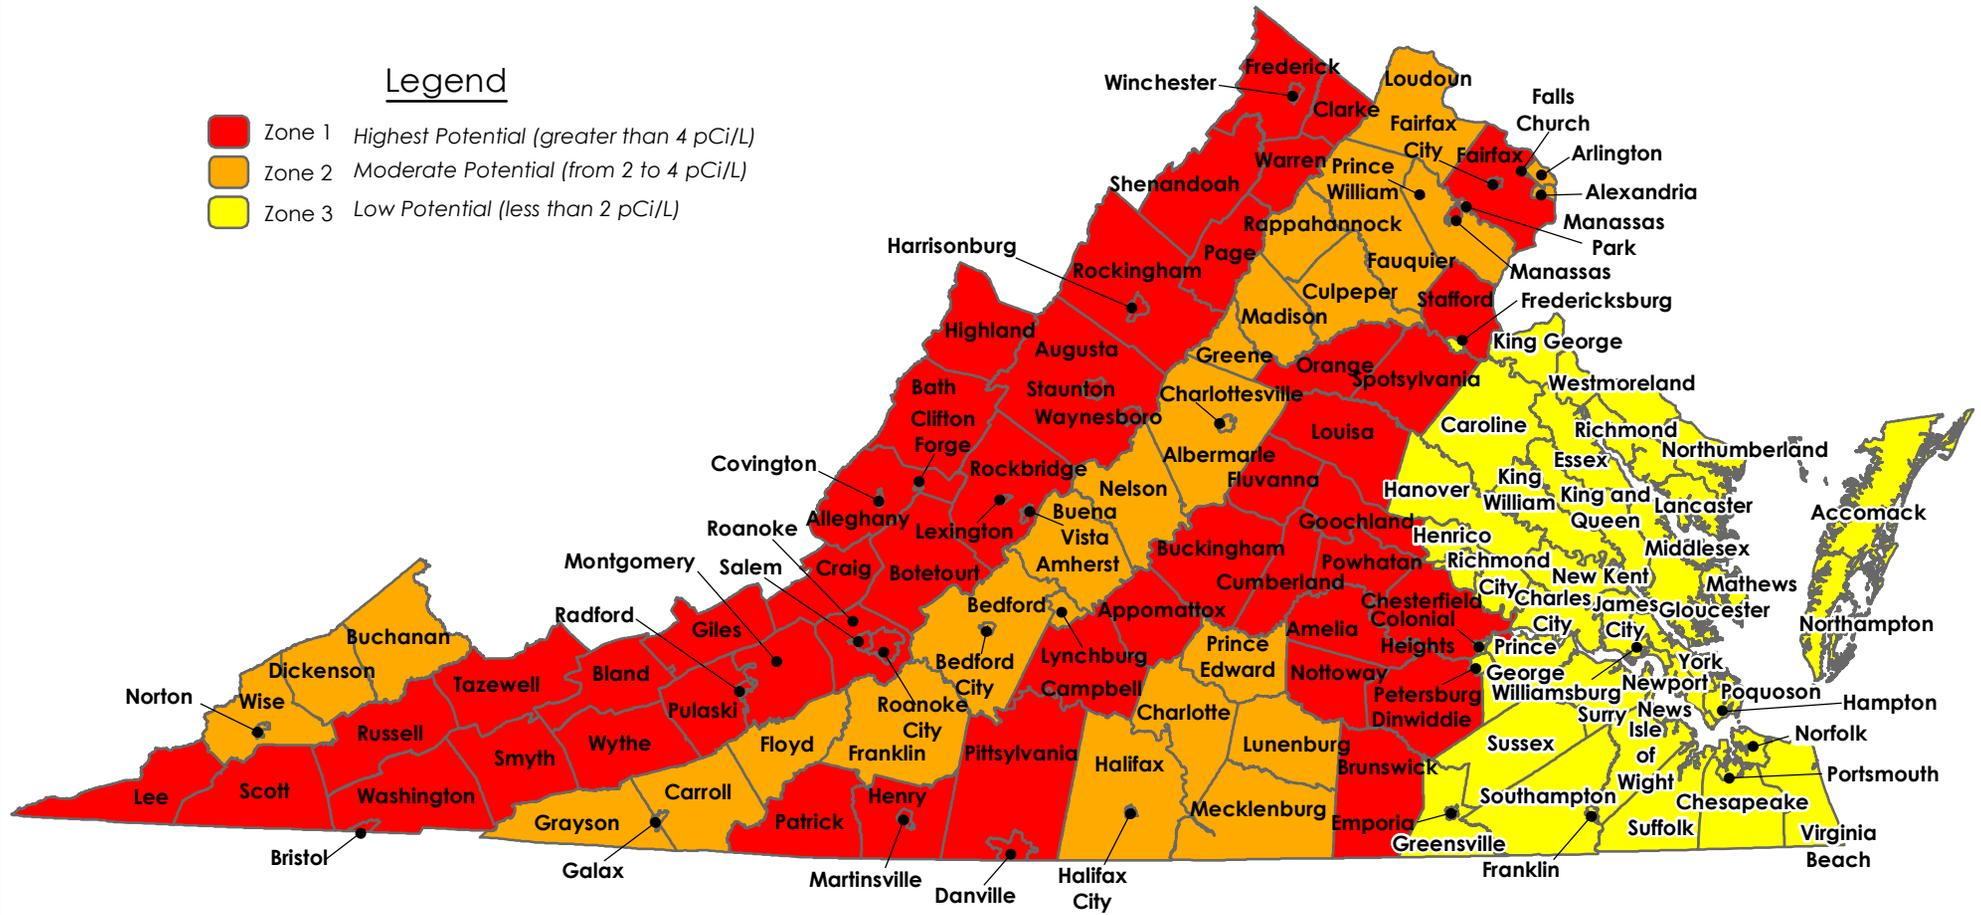 Legend
Zone 1 Highest Potential (greater than 4 pCi/L)
Zone 2 Moderate Potential (from 2 to 4 pCi/L)
Zone 3 Low Potential (less than 2 pCi/L)
Frederick
Winchester
Clarke
Loudoun
Falls
Church
Fairfax
City
Fairfax
Arlington
Alexandria
Manassas
Park
Manassas
Warren
Prince
William
Shenandoah
Rappahannock
Page
Fauquier
Harrisonburg
Rockingham
Culpeper
Stafford
Fredericksburg
Madison
King George
Highland
Augusta
Greene
Orange
Spotsylvania
Westmoreland
Bath
Staunton
Charlottesville
Clifton
Forge
Waynesboro
Louisa
Caroline
Richmond
Northumberland
Covington
Rockbridge
Albermarle
Fluvanna
Essex
Nelson
Hanover
King
William
King and
Queen
Lancaster
Accomack
Alleghany
Lexington
Buena
Vista
Goochland
Henrico
Roanoke
Buckingham
Middlesex
Montgomery
Salem
Craig
Botetourt
Amherst
Powhatan
Richmond
City
New Kent
Mathews
Cumberland
Radford
Bedford
Appomattox
Chesterfield
Charles
City
James
City
Gloucester
Northampton
Colonial
Heights
Giles
Buchanan
Amelia
Prince
Edward
Prince
George
Dickenson
Lynchburg
Bedford
City
York
Tazewell
Bland
Nottoway
Campbell
Petersburg
Williamsburg
Newport
News
Poquoson
Hampton
Norton
Wise
Pulaski
Roanoke
City
Charlotte
Dinwiddie
Surry
Isle
of
Wight
Norfolk
Russell
Wythe
Floyd
Franklin
Pittsylvania
Lunenburg
Sussex
Smyth
Halifax
Brunswick
Portsmouth
Lee
Scott
Washington
Carroll
Henry
Southampton
Chesapeake
Grayson
Patrick
Mecklenburg
Emporia
Suffolk
Virginia
Beach
Greensville
Bristol
Galax
Martinsville
Danville
Halifax
City
Franklin